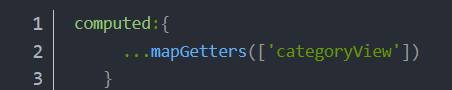 1 computed:{
2 ...mapGetters(['categoryView'])
3 }